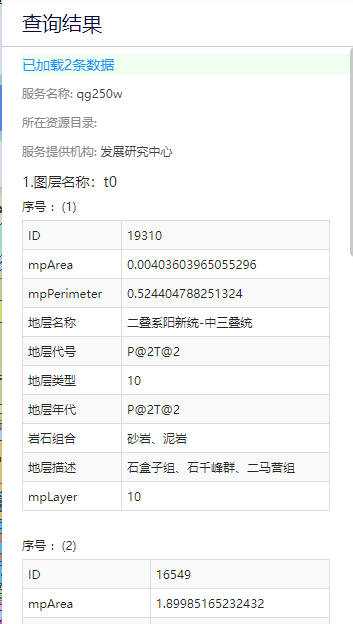 查询结果
已加载2条数据
服务名称: qg250w
所在资源目录:
服务提供机构: 发展研究中心
1.图层名称：t0
序号 ：(1)
ID 19310
mpArea 0.00403603965055296
mpPerimeter 0.524404788251324
地层名称 二叠系阳新统-中三叠统
地层代号 P@2T@2
地层类型 10
地层年代 P@2T@2
岩石组合 砂岩、泥岩
地层描述 石盒子组、石千峰群、二马营组
mpLayer 10
序号 ：(2)
ID 16549
mpArea 1.89985165232432